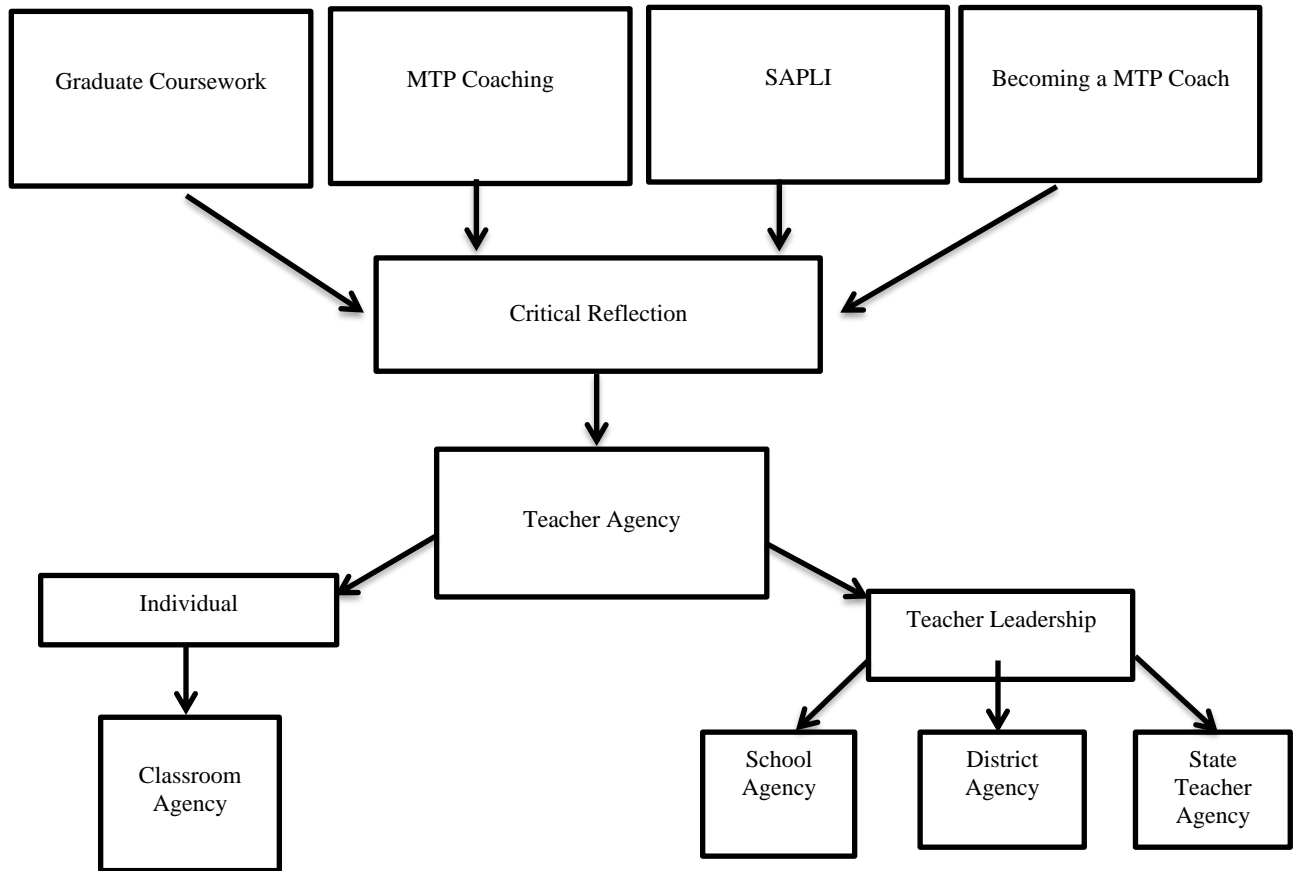 Graduate Coursework
MTP Coaching
SAPLI
Becoming a MTP Coach
Critical Reflection
Teacher Agency
Individual
Teacher Leadership
Classroom
Agency
School
Agency
District
Agency
State
Teacher
Agency